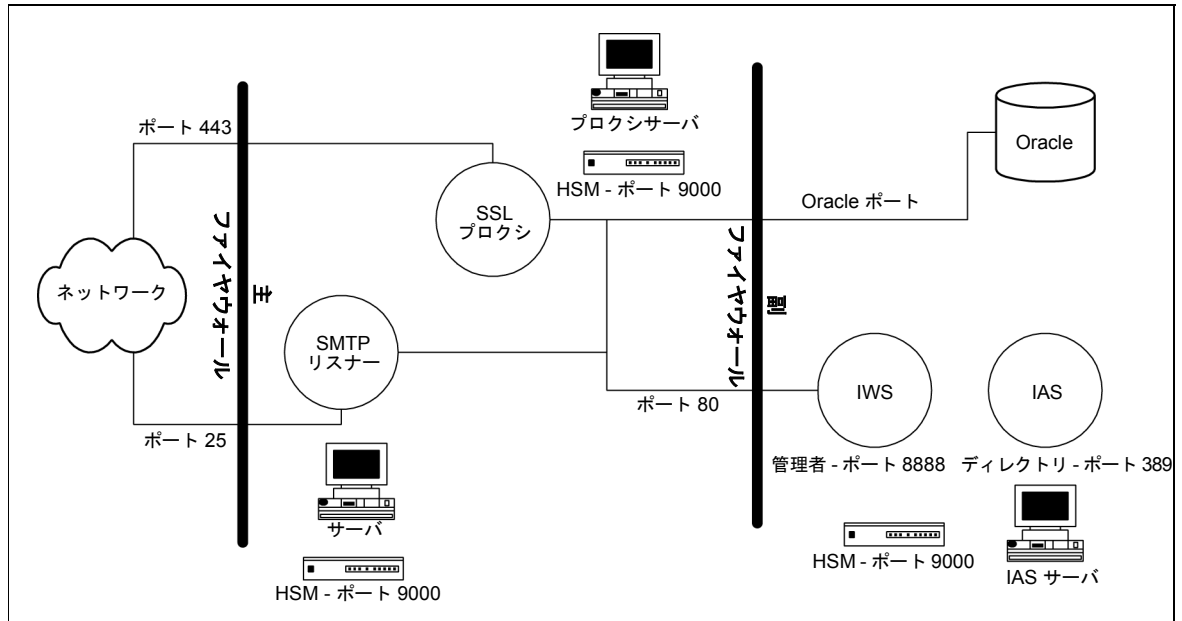 プロクシサーバ
ポート 443
HSM - ポート 9000
Oracle
SSL
プロクシ
Oracle ポート
ファイヤウォール
主
ファイヤウォール
副
ネットワーク
SMTP
リスナー
ポート 80
IWS
IAS
ポート 25
管理者 - ポート 8888
ディレクトリ - ポート 389
サーバ
HSM - ポート 9000
HSM - ポート 9000
IAS サーバ